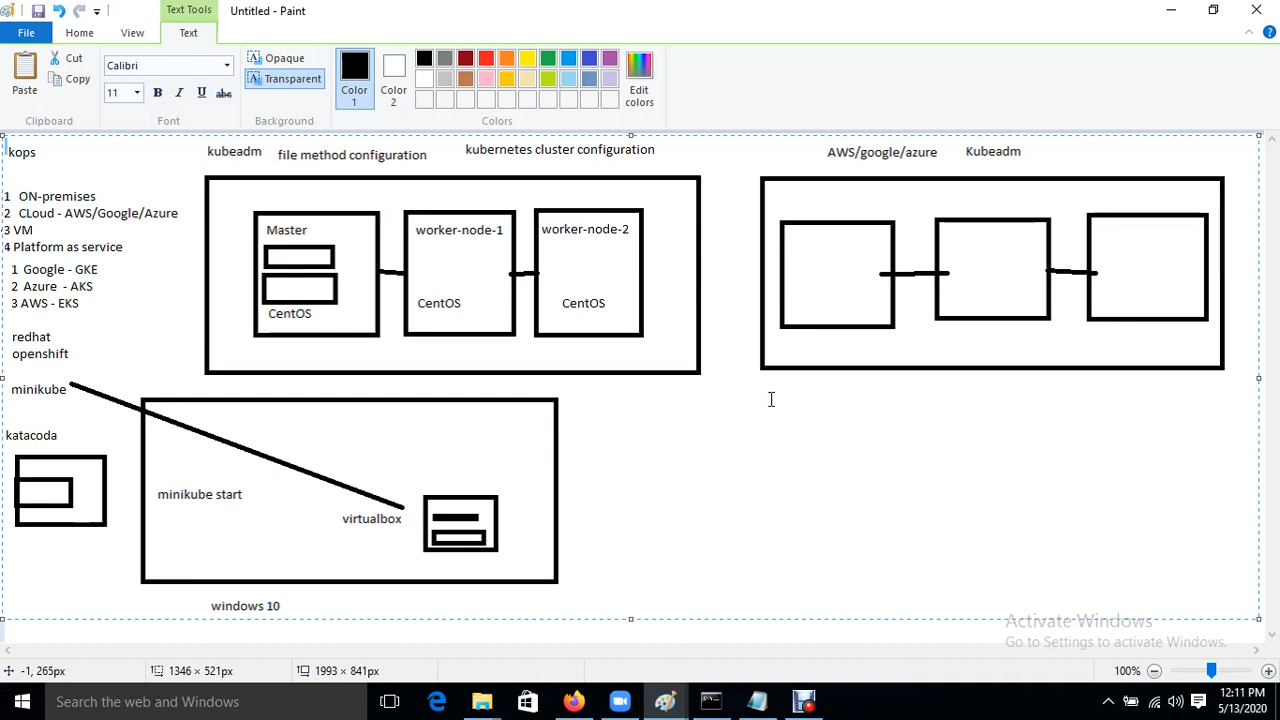 Text Tools
Untitled - Paint
File
Home
View
Text
Paste
Cut
Copy
Clipboard
Calibri
11
B I U abc
Font
A Opaque
A Transparent
Background
Color 1
Color 2
Edit colors
Colors
kops
kubeadm
file method configuration
kubernetes cluster configuration
AWS/google/azure
Kubeadm
1 ON-premises
2 CLoud - AWS/Google/Azure
3 VM
4 Platform as service
1 Google - GKE
2 Azure - AKS
3 AWS - EKS
redhat
openshift
minikube
katacoda
Master
CentOS
worker-node-1
CentOS
worker-node-2
CentOS
minikube start
virtualbox
windows 10
Activate Windows
Go to Settings to activate Windows.
-1, 265px
1346 × 521px
1993 × 841px
100%
Search the web and Windows
12:11 PM
5/13/2020